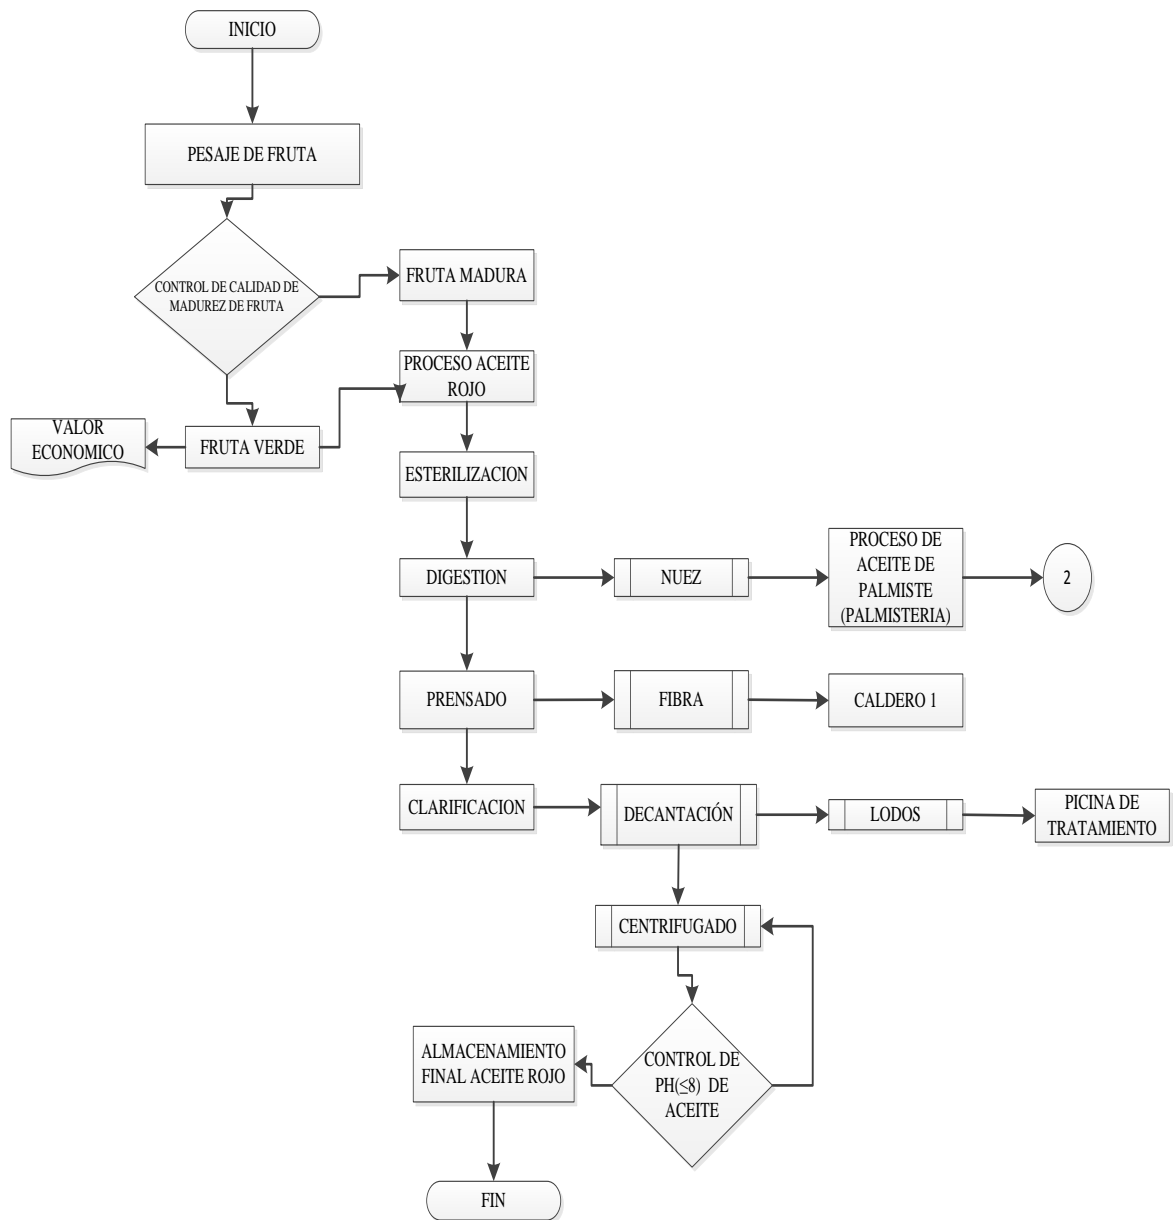 INICIO
PESAJE DE FRUTA
CONTROL DE CALIDAD DE
MADUREZ DE FRUTA
FRUTA MADURA
PROCESO ACEITE
ROJO
FRUTA VERDE
VALOR
ECONOMICO
ESTERILIZACION
DIGESTION
NUEZ
PROCESO DE
ACEITE DE
PALMISTE
(PALMISTERIA)
2
PRENSADO
FIBRA
CALDERO 1
CLARIFICACION
DECANTACIÓN
LODOS
PICINA DE
TRATAMIENTO
CENTRIFUGADO
CONTROL DE
PH(≤8) DE
ACEITE
ALMACENAMIENTO
FINAL ACEITE ROJO
FIN